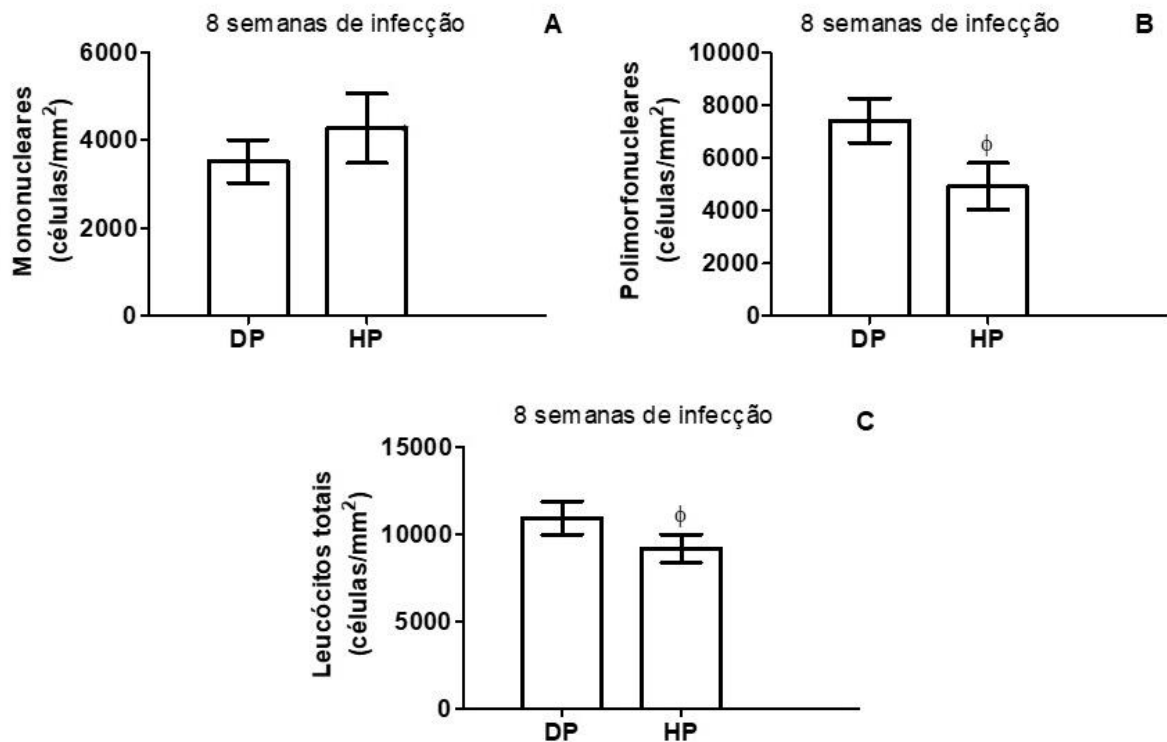 8 semanas de infecção
A
Mononucleares
(células/mm²)
6000
4000
2000
0
DP
HP
8 semanas de infecção
B
Polimorfonucleares
(células/mm²)
10000
8000
6000
4000
2000
0
ϕ
DP
HP
8 semanas de infecção
C
Leucócitos totais
(células/mm²)
15000
10000
5000
0
ϕ
DP
HP